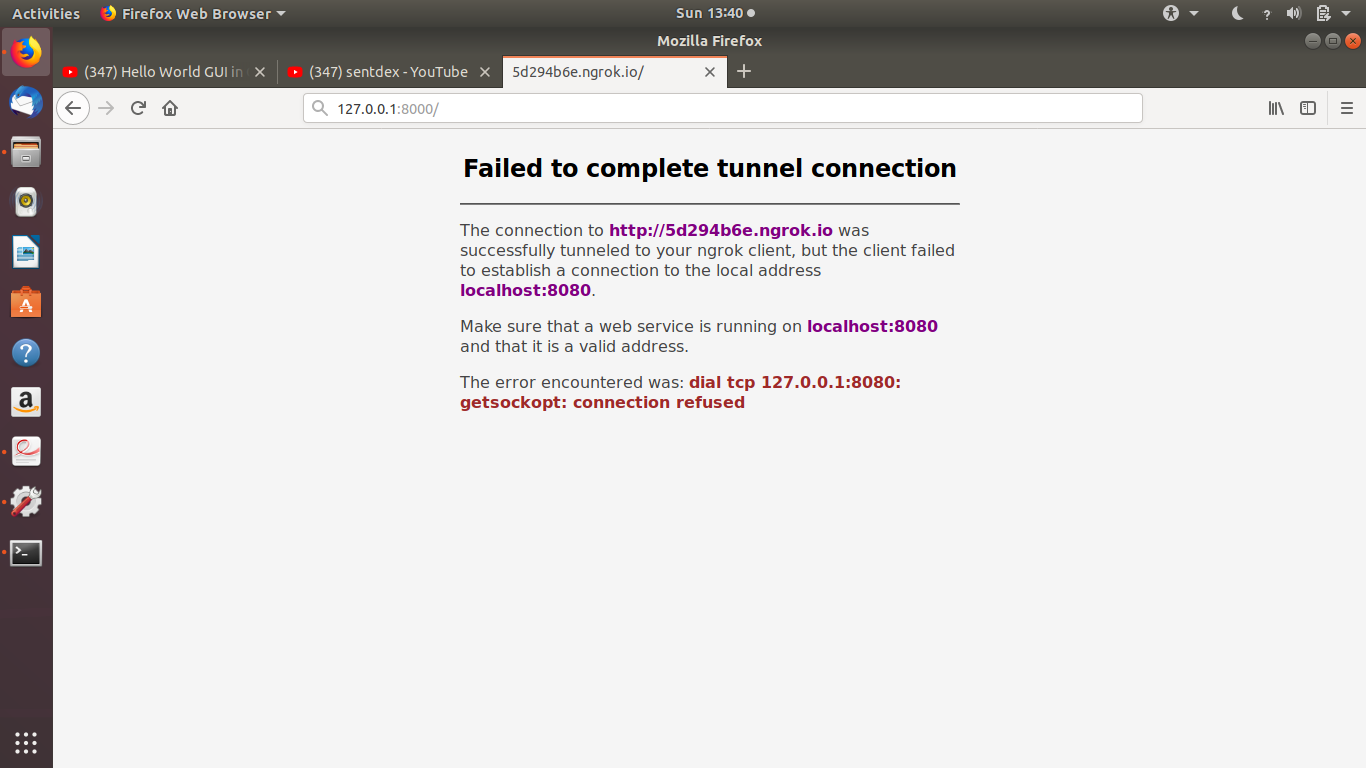 Activities
Firefox Web Browser
Sun 13:40
?
Mozilla Firefox
(347) Hello World GUI in
(347) sentdex - YouTube
5d294b6e.ngrok.io/
127.0.0.1:8000/
Failed to complete tunnel connection
The connection to http://5d294b6e.ngrok.io was
successfully tunneled to your ngrok client, but the client failed
to establish a connection to the local address
localhost:8080.
Make sure that a web service is running on localhost:8080
and that it is a valid address.
The error encountered was: dial tcp 127.0.0.1:8080:
getsockopt: connection refused